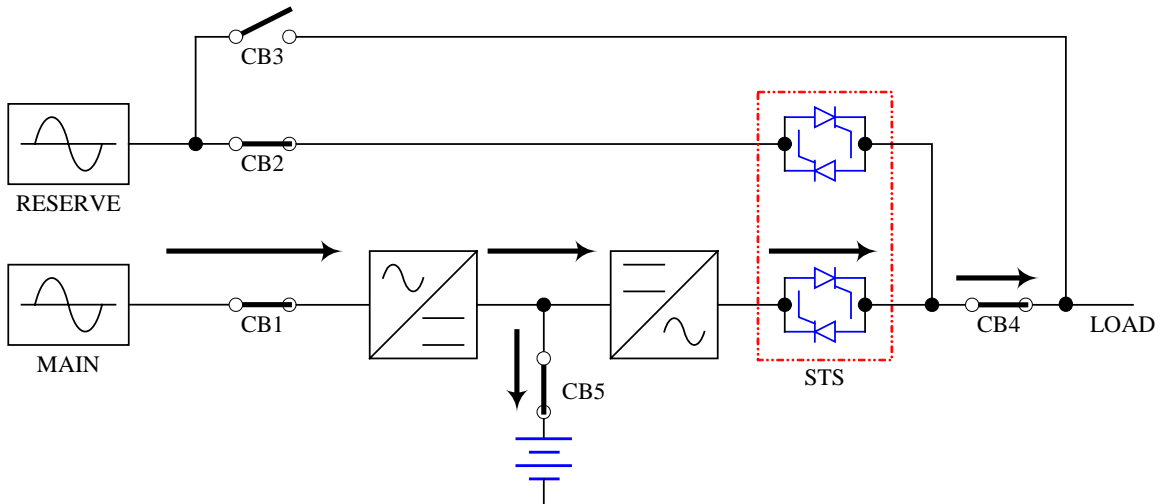 CB3
CB2
RESERVE
CB1
MAIN
CB4
LOAD
STS
CB5